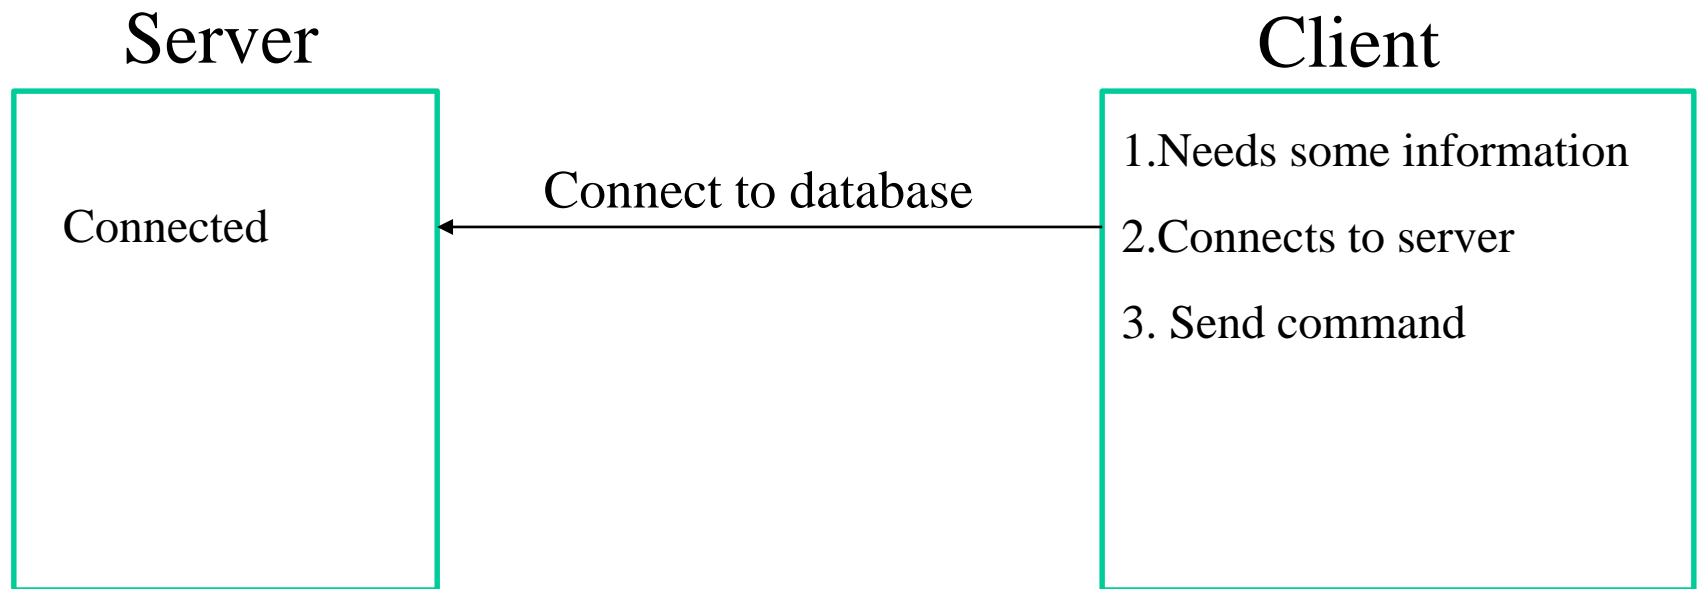 Server
Client
Connected
Connect to database
1.Needs some information
2.Connects to server
3. Send command